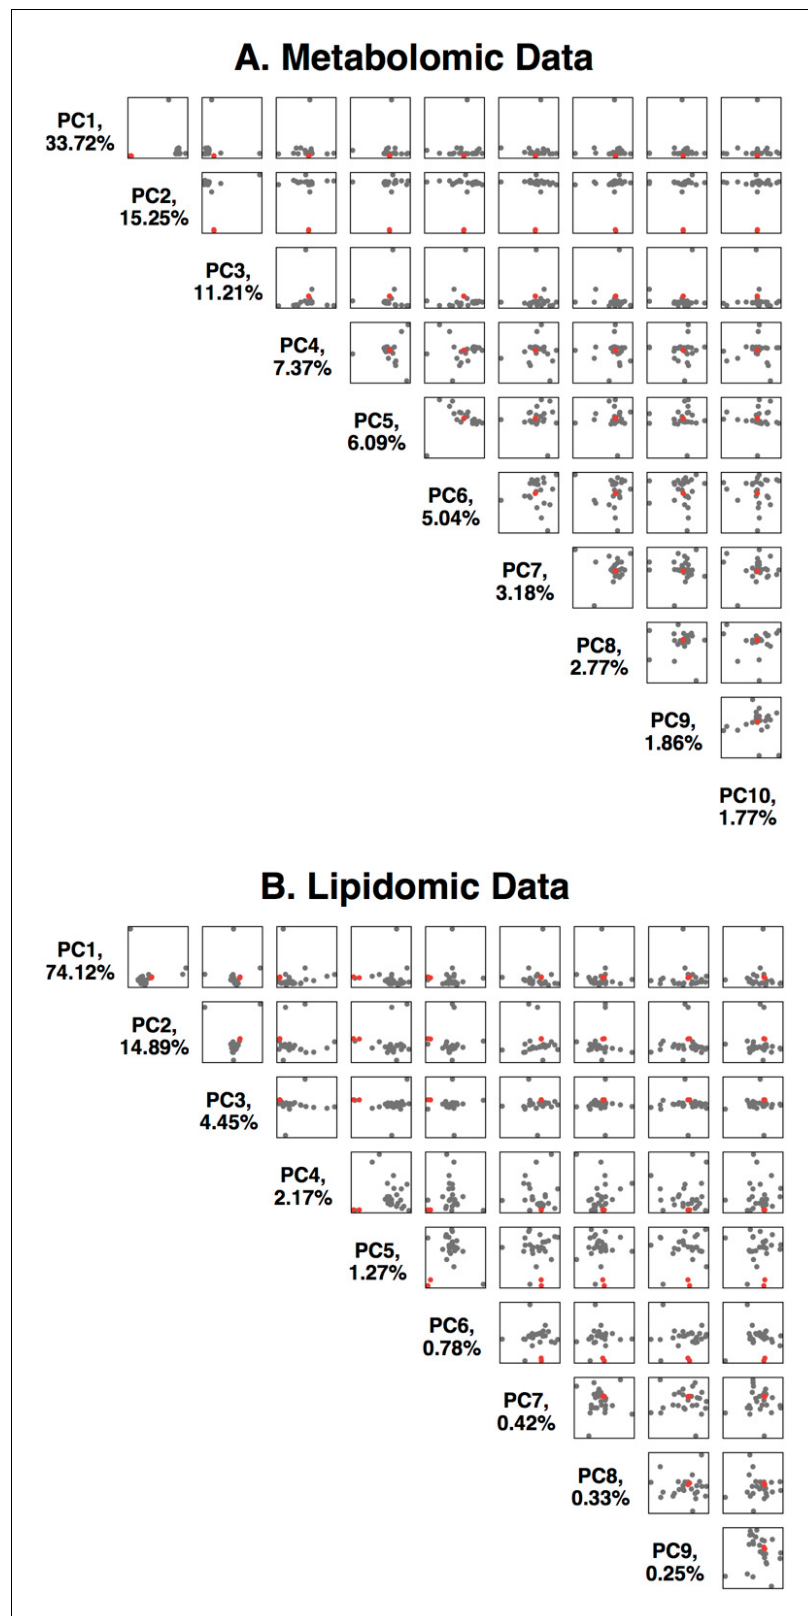 A. Metabolomic Data
PC1,
33.72%
PC2,
15.25%
PC3,
11.21%
PC4,
7.37%
PC5,
6.09%
PC6,
5.04%
PC7,
3.18%
PC8,
2.77%
PC9,
1.86%
PC10,
1.77%
B. Lipidomic Data
PC1,
74.12%
PC2,
14.89%
PC3,
4.45%
PC4,
2.17%
PC5,
1.27%
PC6,
0.78%
PC7,
0.42%
PC8,
0.33%
PC9,
0.25%